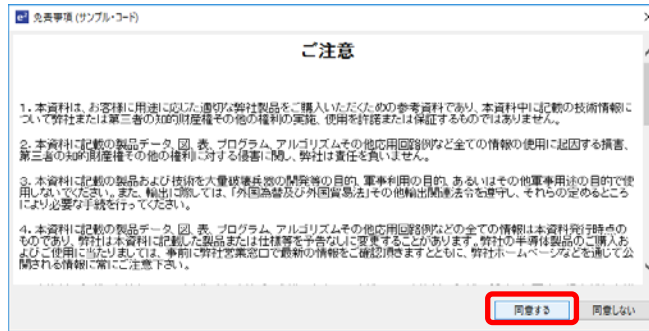 e² 免責事項 (サンプル・コード)
ご注意
1. 本資料は、お客様に用途に応じた適切な弊社製品をご購入いただくための参考資料であり、本資料中に記載の技術情報に
ついて弊社または第三者の知的財産権その他の権利の実施、使用を許諾または保証するものではありません。
2. 本資料に記載の製品データ、図、表、プログラム、アルゴリズムその他応用回路例など全ての情報の使用に起因する損害、
第三者の知的財産権その他の権利に対する侵害に関し、弊社は責任を負いません。
3. 本資料に記載の製品および技術を大量破壊兵器の開発等の目的、軍事利用の目的、あるいはその他軍事用途の目的で使
用しないでください。また、輸出に際しては、「外国為替及び外国貿易法」その他輸出関連法令を遵守し、それらの定めるところ
により必要な手続を行ってください。
4. 本資料に記載の製品データ、図、表、プログラム、アルゴリズムその他応用回路例などの全ての情報は本資料発行時点の
ものであり、弊社は本資料に記載した製品または仕様等を予告なしに変更することがあります。弊社の半導体製品のご購入お
よびご使用に当たりましては、事前に弊社営業窓口で最新の情報をご確認頂きますとともに、弊社ホームページなどを通じて公
開される情報に常にご注意下さい。
同意する
同意しない